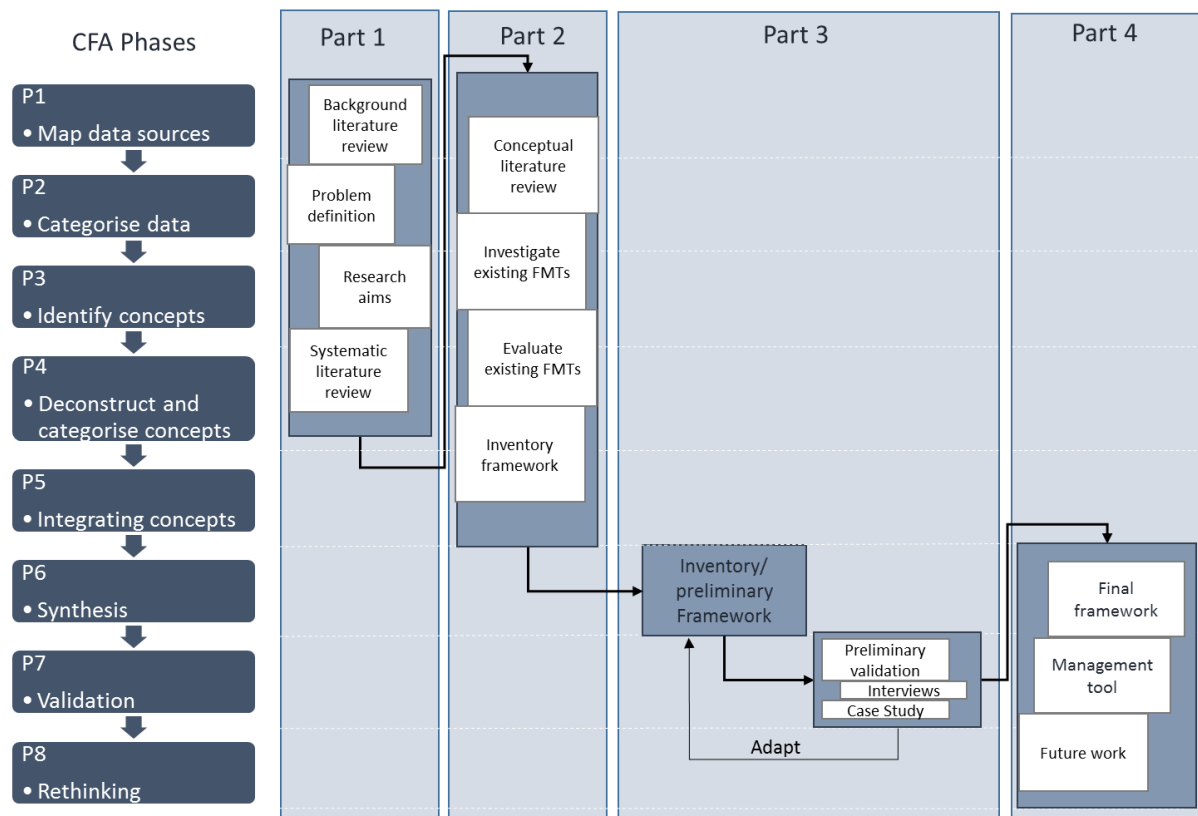 CFA Phases
P1
• Map data sources
P2
• Categorise data
P3
• Identify concepts
P4
• Deconstruct and
categorise concepts
P5
• Integrating concepts
P6
• Synthesis
P7
• Validation
P8
• Rethinking
Part 1
Background
literature
review
Problem
definition
Research
aims
Systematic
literature
review
Part 2
Conceptual
literature
review
Investigate
existing FMTs
Evaluate
existing FMTs
Inventory
framework
Part 3
Inventory/
preliminary
Framework
Preliminary
validation
Interviews
Case Study
Adapt
Part 4
Final
framework
Management
tool
Future work